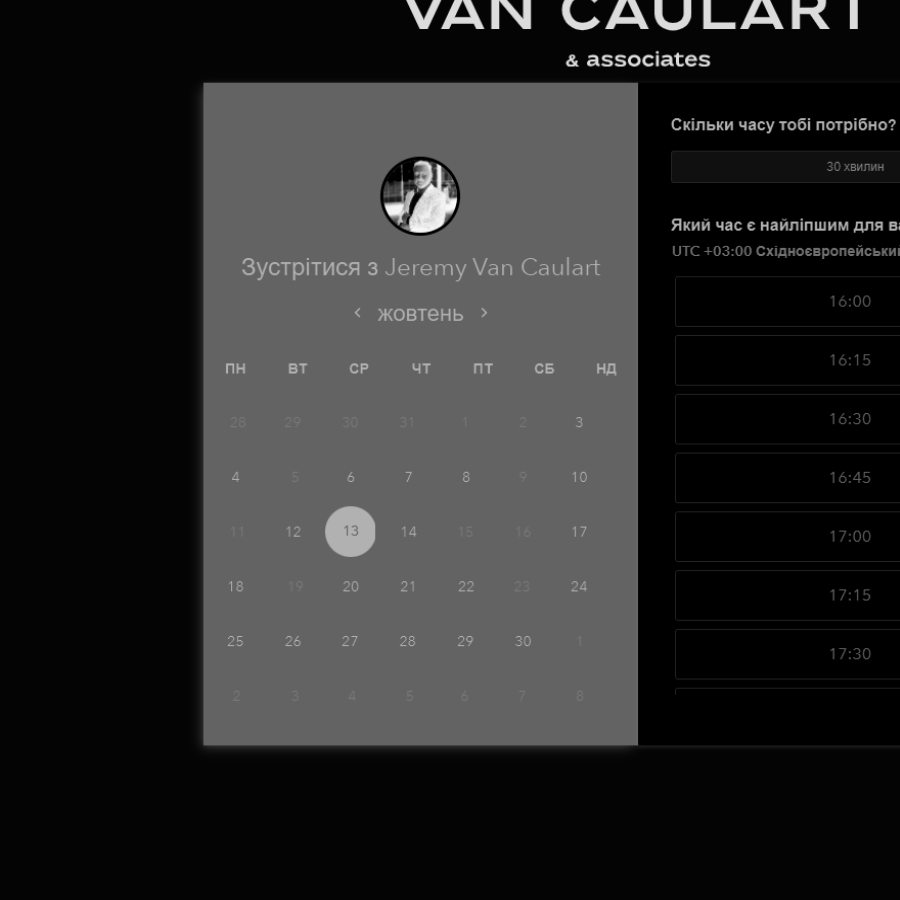 VAN CAULART
& associates
Зустрітися з Jeremy Van Caulart
жовтень
ПН ВТ СР ЧТ ПТ СБ НД
28 29 30 31 1 2 3
4 5 6 7 8 9 10
11 12 13 14 15 16 17
18 19 20 21 22 23 24
25 26 27 28 29 30 1
2 3 4 5 6 7 8
Скільки часу тобі потрібно?
30 хвилин
Який час є найліпшим для ва
UTC +03:00 Східноєвропейськи
16:00
16:15
16:30
16:45
17:00
17:15
17:30